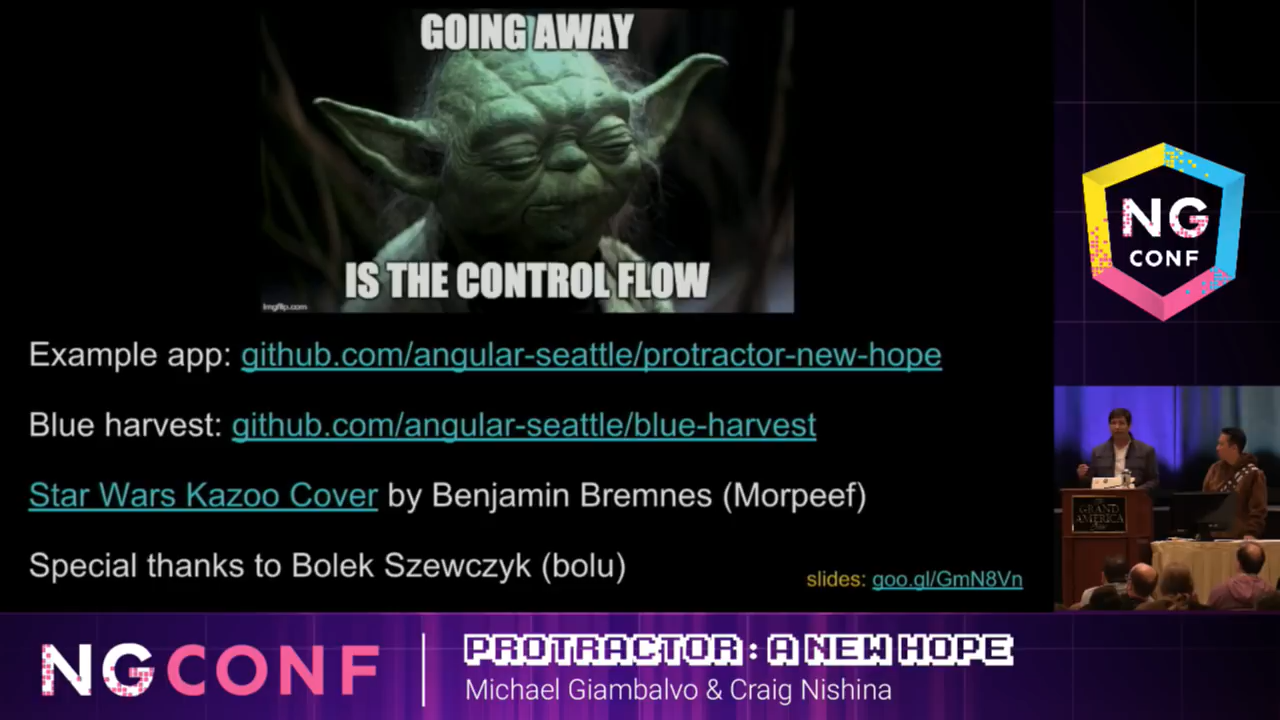 GOING AWAY
IS THE CONTROL FLOW
imgflip.com
Example app: github.com/angular-seattle/protractor-new-hope
Blue harvest: github.com/angular-seattle/blue-harvest
Star Wars Kazoo Cover by Benjamin Bremnes (Morpeef)
Special thanks to Bolek Szewczyk (bolu)
slides: goo.gl/GmN8Vn
NG
CONF
GRAND
AMERICA
NGCONF
PROTRACTOR: A NEW HOPE
Michael Giambalvo & Craig Nishina